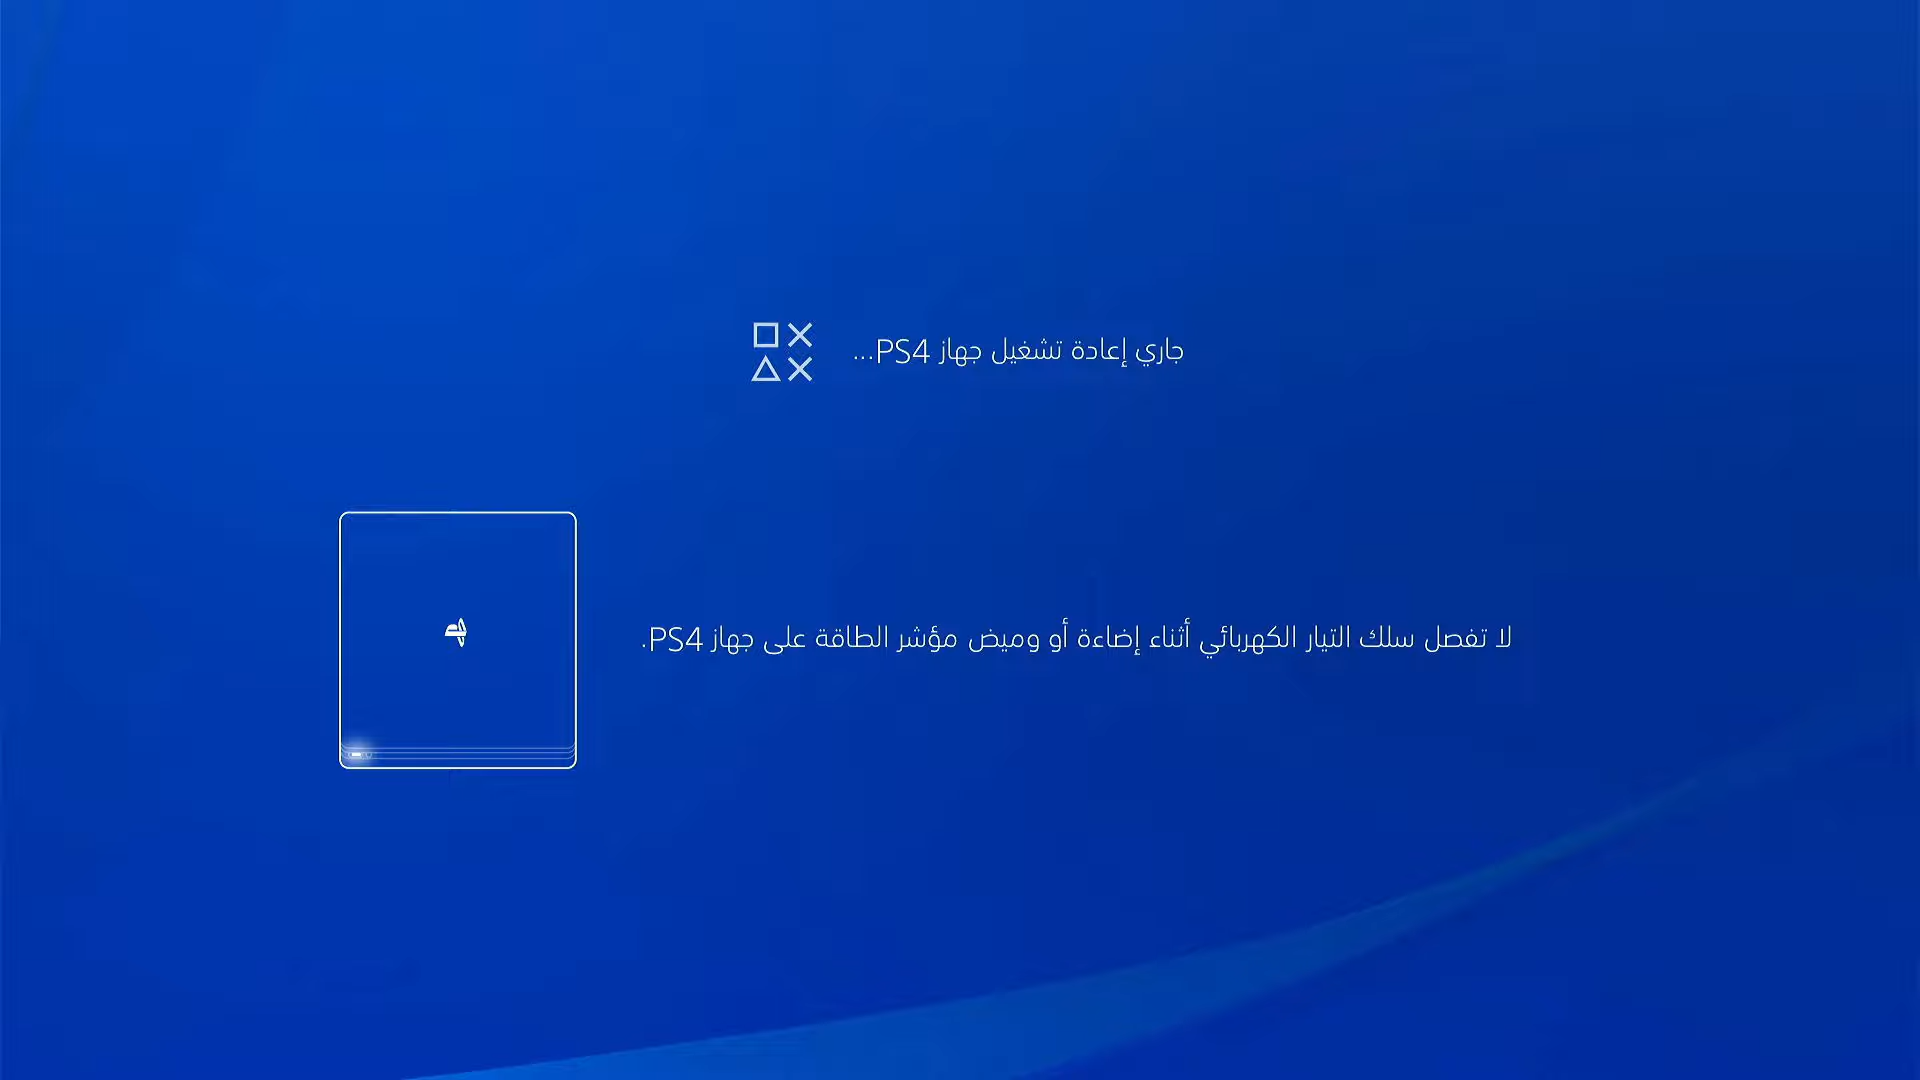 جاري إعادة تشغيل جهاز PS4...
لا تفصل سلك التيار الكهربائي أثناء إضاءة أو وميض مؤشر الطاقة على جهاز PS4.